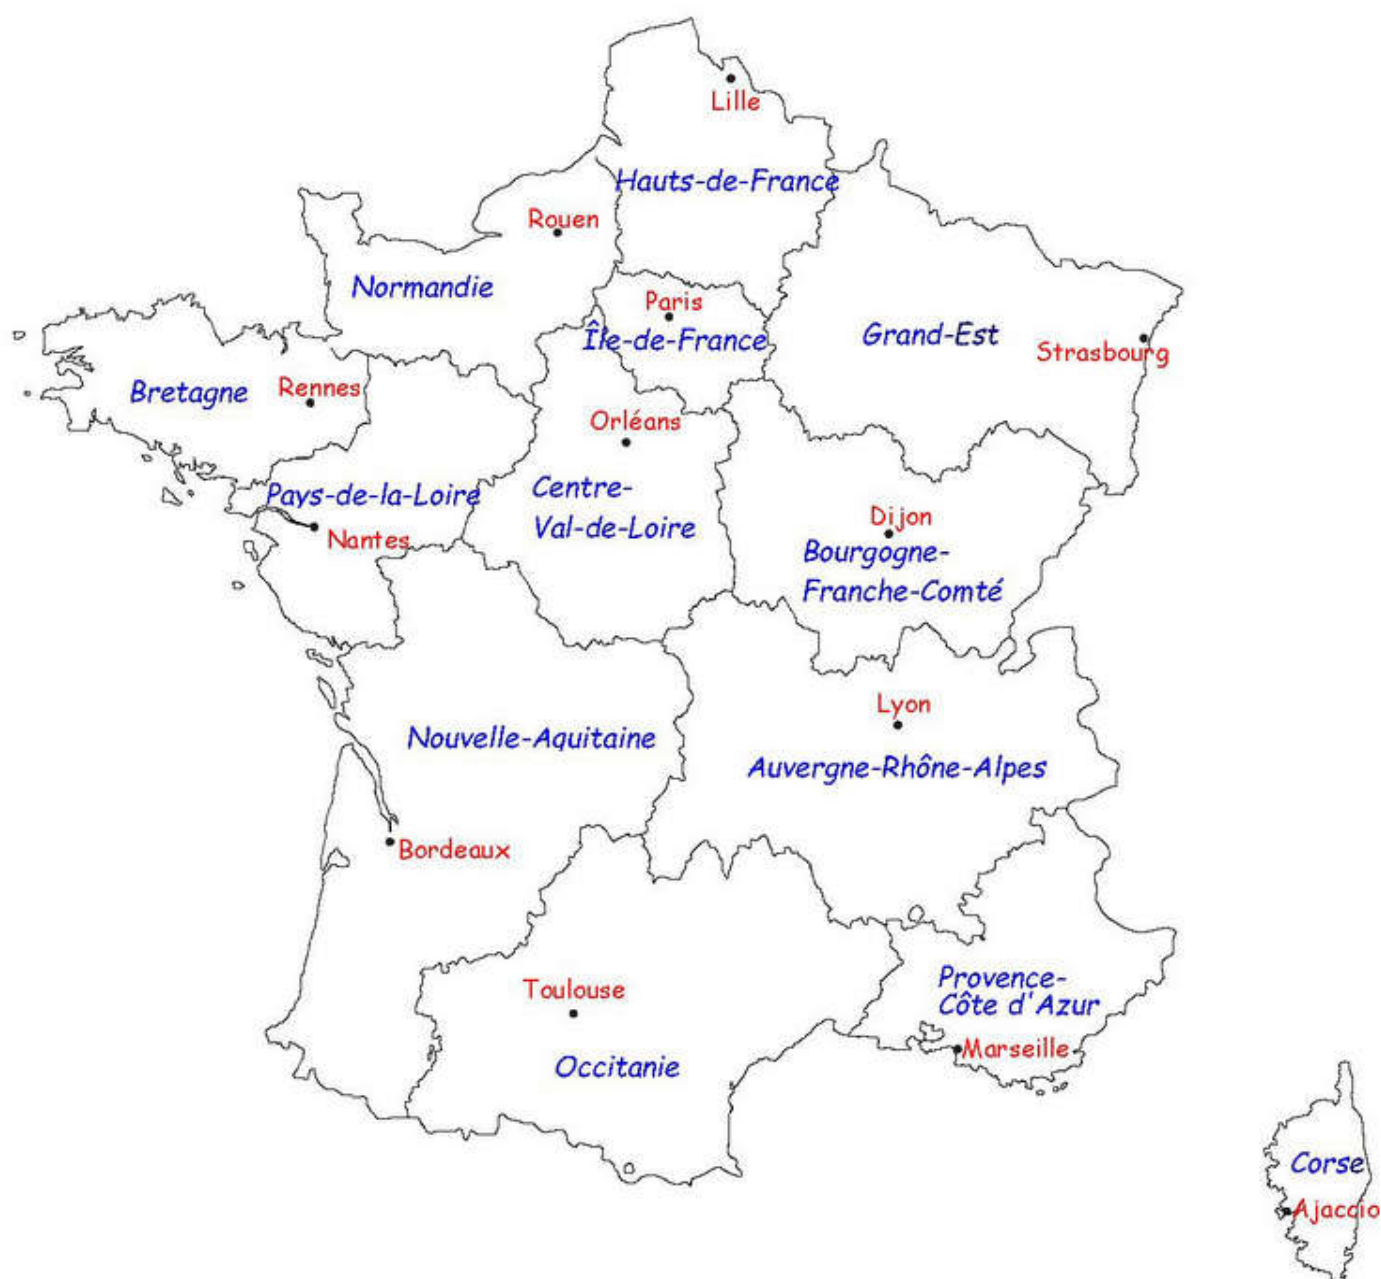 Lille
Hauts-de-France
Rouen
Normandie
Paris
Île-de-France
Grand-Est
Strasbourg
Bretagne
Rennes
Orléans
Pays-de-la-Loire
Centre-
Val-de-Loire
Nantes
Dijon
Bourgogne-
Franche-Comté
Lyon
Nouvelle-Aquitaine
Auvergne-Rhône-Alpes
Bordeaux
Toulouse
Provence-
Côte d'Azur
Marseille
Occitanie
Corse
Ajaccio